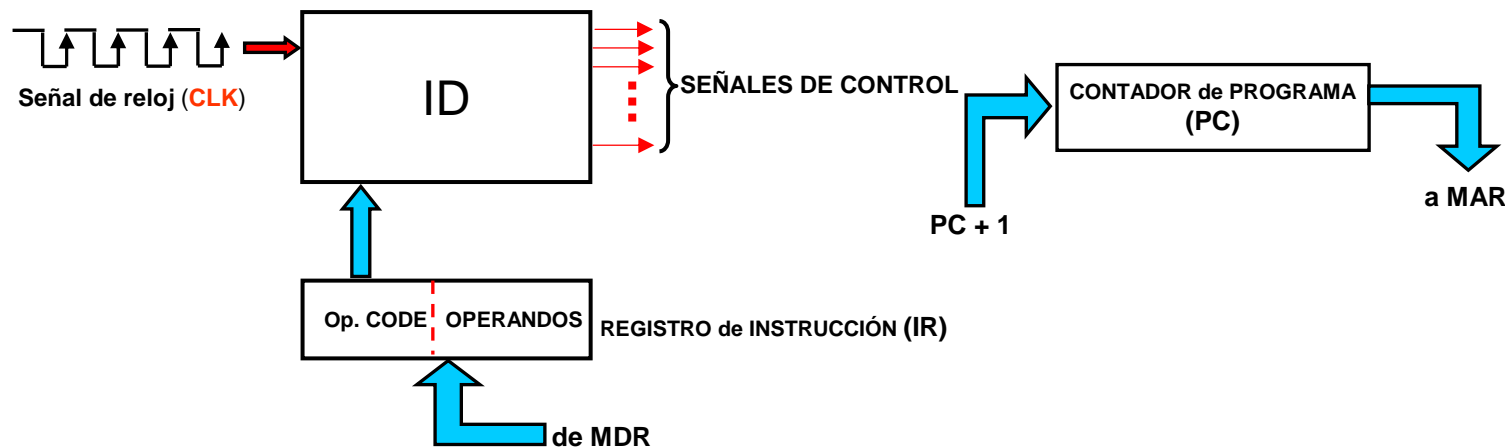 Señal de reloj (CLK)
ID
SEÑALES DE CONTROL
CONTADOR de PROGRAMA
(PC)
a MAR
PC + 1
Op. CODE OPERANDOS
REGISTRO de INSTRUCCIÓN (IR)
de MDR